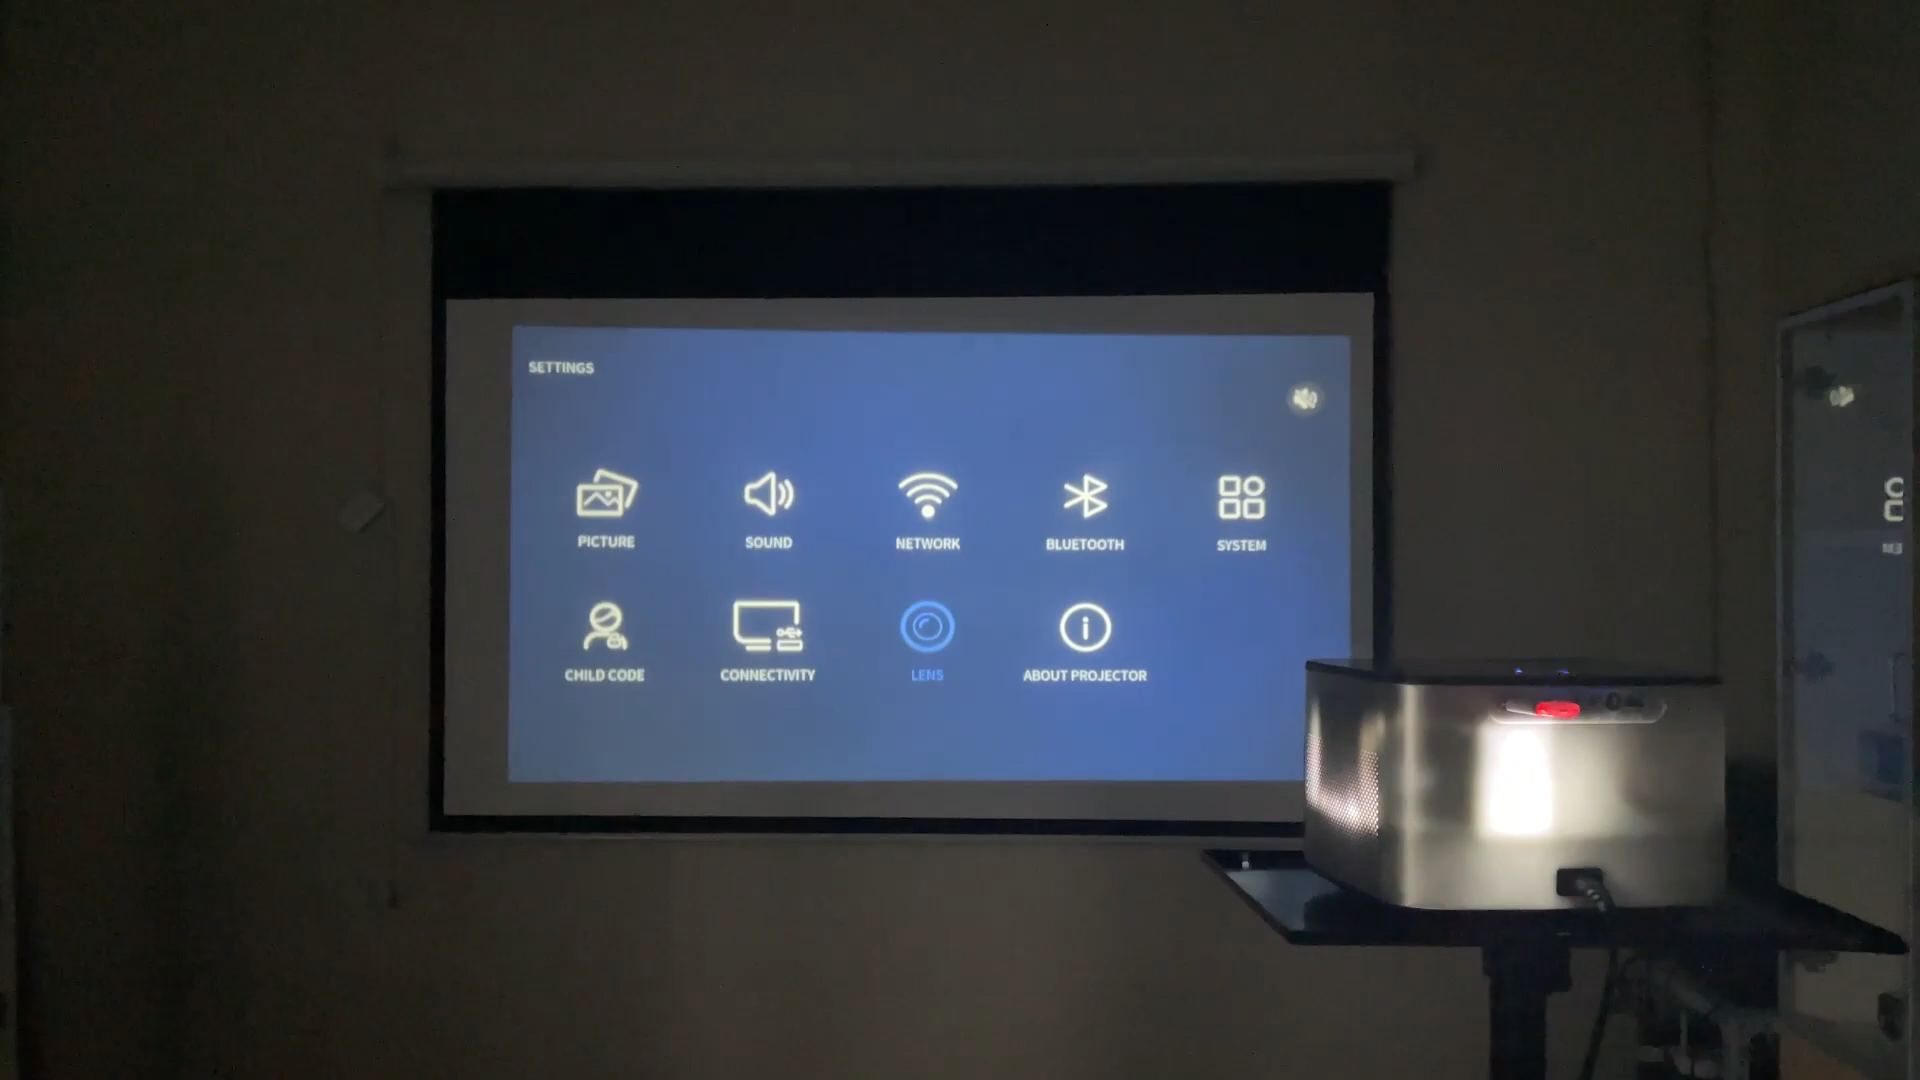 SETTINGS
PICTURE
SOUND
NETWORK
BLUETOOTH
SYSTEM
CHILD CODE
CONNECTIVITY
LENS
ABOUT PROJECTOR